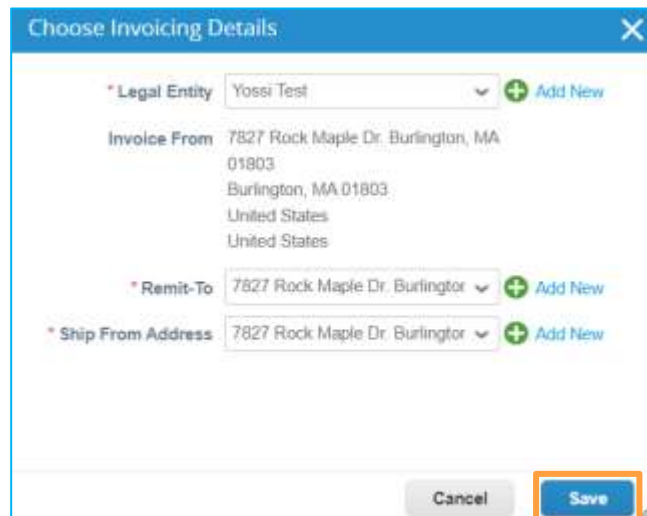 Choose Invoicing Details
* Legal Entity Yossi Test Add New
Invoice From 7827 Rock Maple Dr. Burlington, MA
01803
Burlington, MA 01803
United States
United States
* Remit-To 7827 Rock Maple Dr. Burlingtor Add New
* Ship From Address 7827 Rock Maple Dr. Burlingtor Add New
Cancel Save